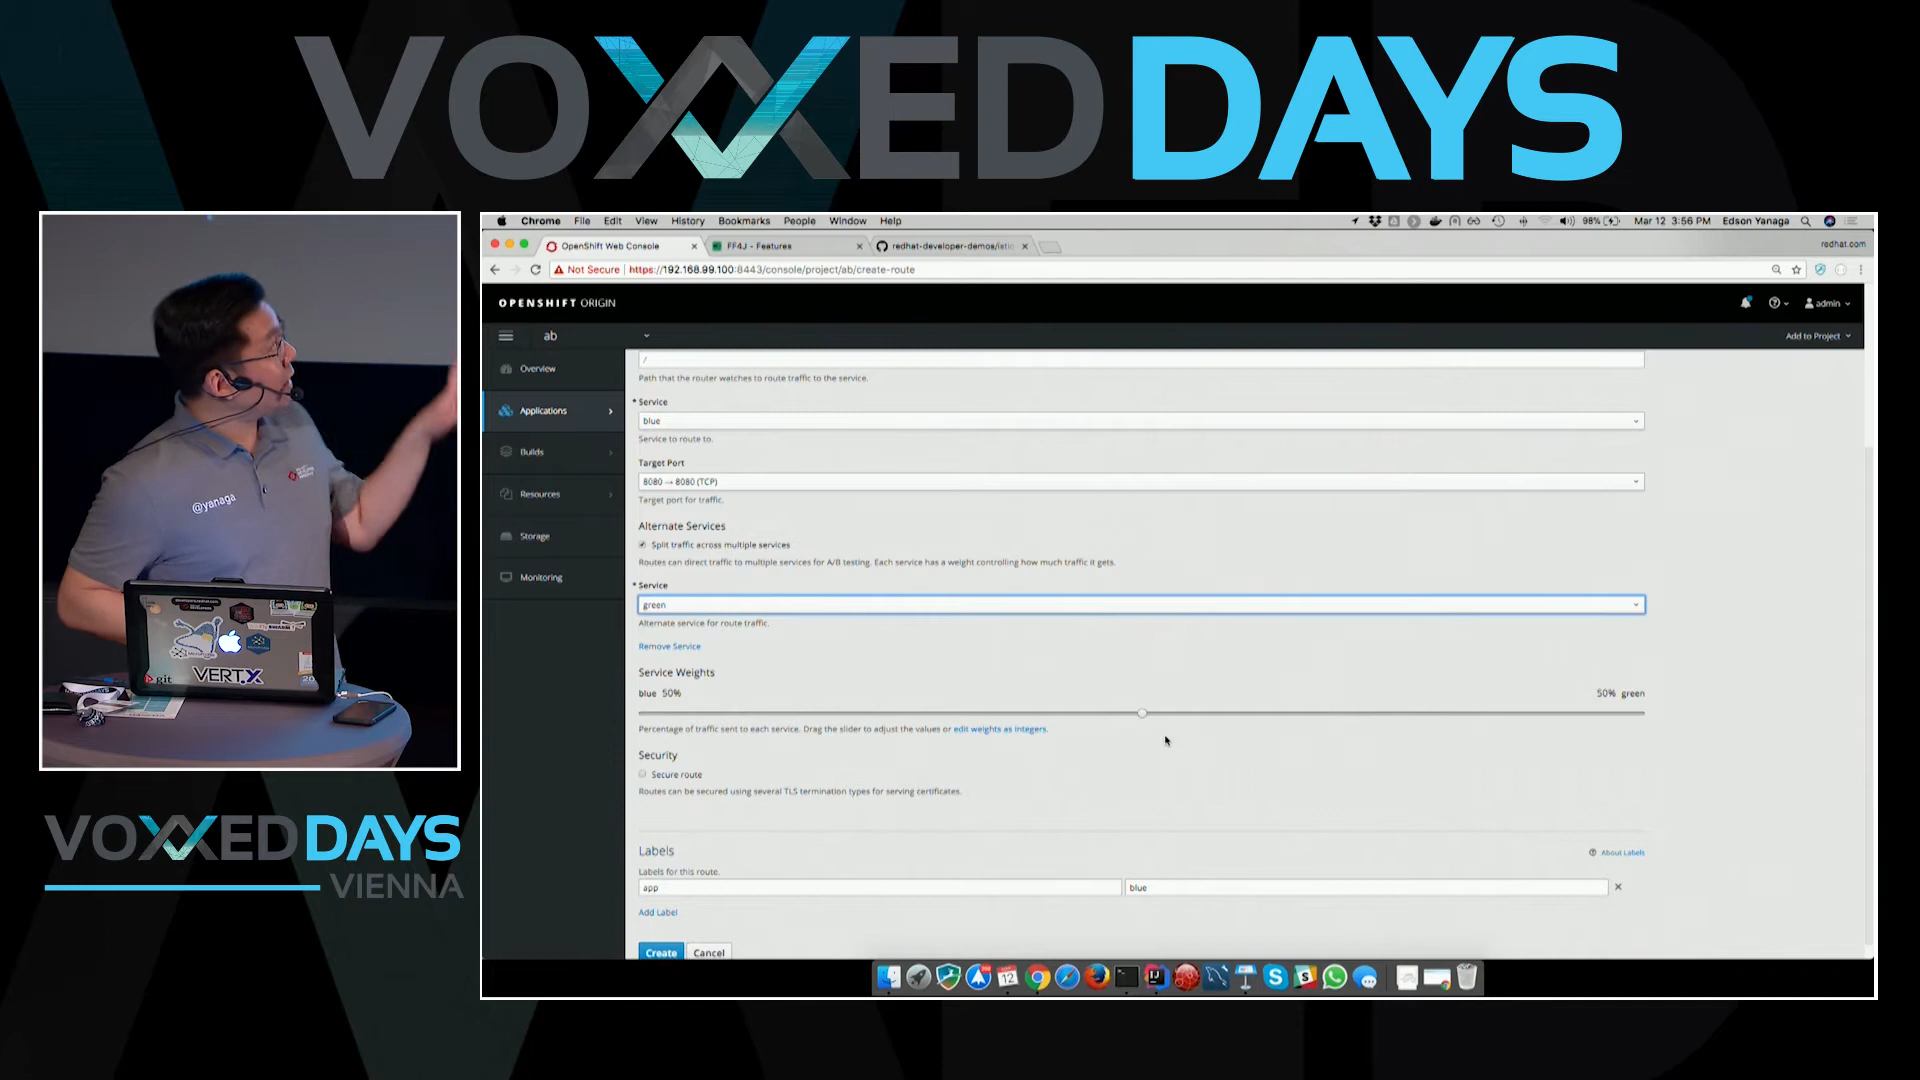 VOXXED DAYS
Chrome File Edit View History Bookmarks People Window Help
98% Mar 12 3:56 PM Edson Yanaga
OpenShift Web Console
FF4J - Features
redhat-developer-demos/istio
redhat.com
Not Secure https://192.168.99.100:8443/console/project/ab/create-route
OPENSHIFT ORIGIN
admin
ab
Add to Project
Overview
Applications
Builds
Resources
Storage
Monitoring
/
Path that the router watches to route traffic to the service.
* Service
blue
Service to route to.
Target Port
8080 → 8080 (TCP)
Target port for traffic.
Alternate Services
Split traffic across multiple services
Routes can direct traffic to multiple services for A/B testing. Each service has a weight controlling how much traffic it gets.
* Service
green
Alternate service for route traffic.
Remove Service
Service Weights
blue 50%
50% green
Percentage of traffic sent to each service. Drag the slider to adjust the values or edit weights as integers.
Security
Secure route
Routes can be secured using several TLS termination types for serving certificates.
Labels
About Labels
Labels for this route.
app
blue
Add Label
Create
Cancel
12
@yanaga
git
VERT.X
20
VOXXED DAYS
VIENNA